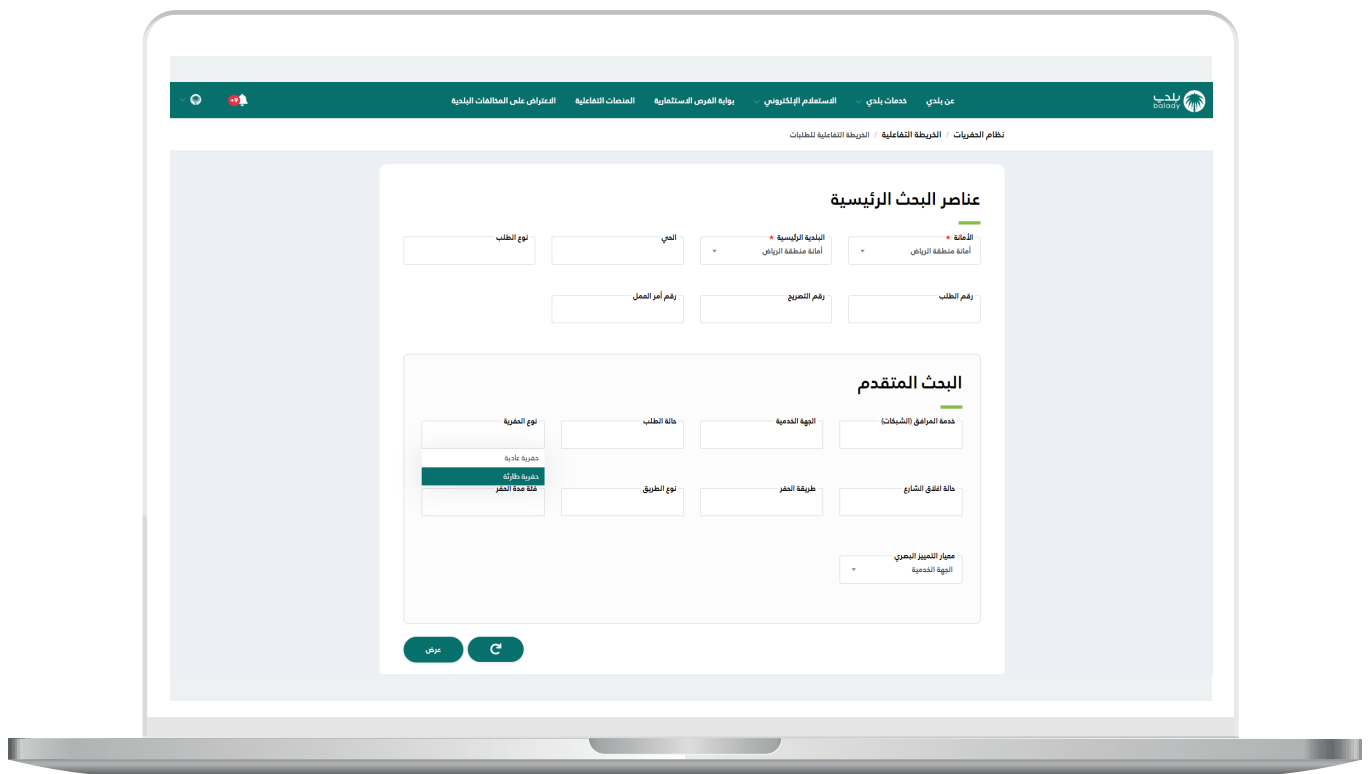 بلدي
balady
عن بلدي
خدمات بلدي
الاستعلام الإلكتروني
بوابة الفرص الاستثمارية
المنصات التفاعلية
الاعتراض على المخالفات البلدية
+9
نظام الحفريات / الخريطة التفاعلية / الخريطة التفاعلية للطلبات
عناصر البحث الرئيسية
الأمانة *
البلدية الرئيسية *
الحي
نوع الطلب
أمانة منطقة الرياض
أمانة منطقة الرياض
رقم الطلب
رقم التصريح
رقم أمر العمل
البحث المتقدم
خدمة المرافق (الشبكات)
الجهة الخدمية
حالة الطلب
نوع الحفرية
حفرية عادية
حفرية طارئة
حالة اغلاق الشارع
طريقة الحفر
نوع الطريق
فئة مدة الحفر
معيار التمييز البصري
الجهة الخدمية
عرض